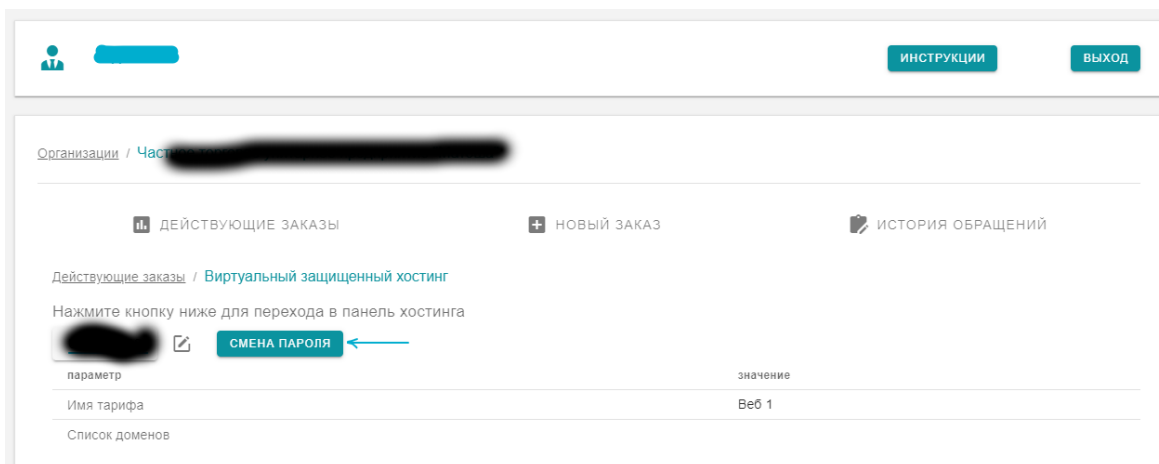 ИНСТРУКЦИИ ВЫХОД
Организации /
ДЕЙСТВУЮЩИЕ ЗАКАЗЫ НОВЫЙ ЗАКАЗ ИСТОРИЯ ОБРАЩЕНИЙ
Действующие заказы / Виртуальный защищенный хостинг
Нажмите кнопку ниже для перехода в панель хостинга
СМЕНА ПАРОЛЯ
параметр значение
Имя тарифа Веб 1
Список доменов